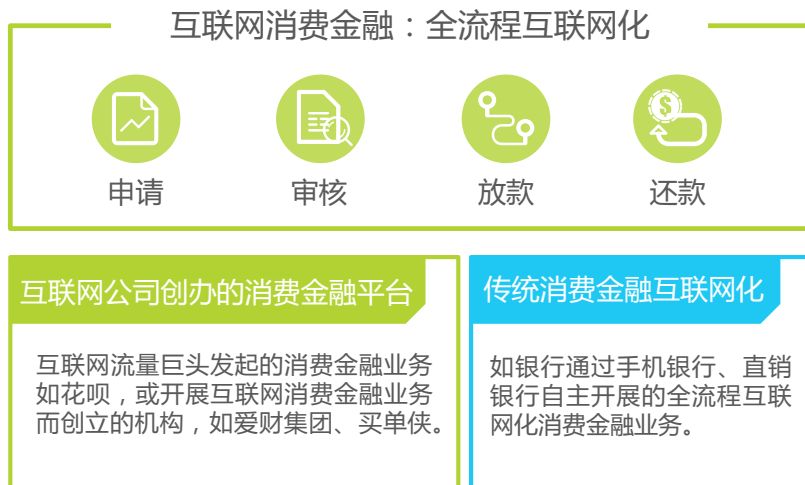 互联网消费金融：全流程互联网化
申请
审核
放款
还款
互联网公司创办的消费金融平台
互联网流量巨头发起的消费金融业务
如花呗，或开展互联网消费金融业务
而创立的机构，如爱财集团、买单侠。
传统消费金融互联网化
如银行通过手机银行、直销
银行自主开展的全流程互联
网化消费金融业务。